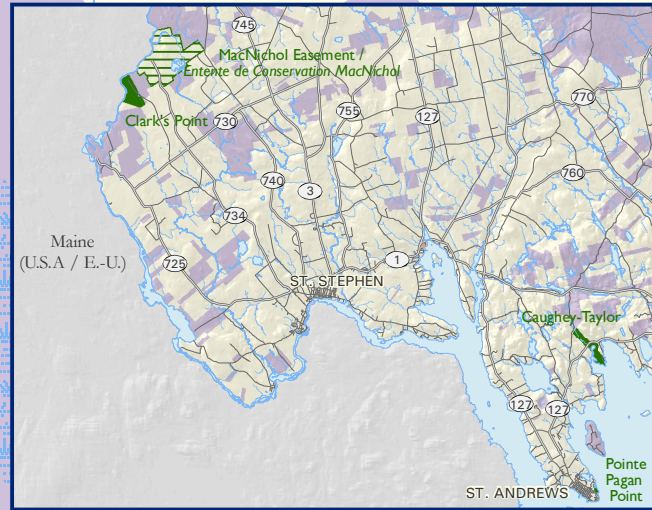 745
MacNichol Easement /
Entente de Conservation MacNichol
Clark's Point
730
755
127
770
760
740
3
734
Maine
(U.S.A / E.-U.)
725
1
ST. STEPHEN
Caughey-Taylor
127
127
Pointe
Pagan
Point
ST. ANDREWS